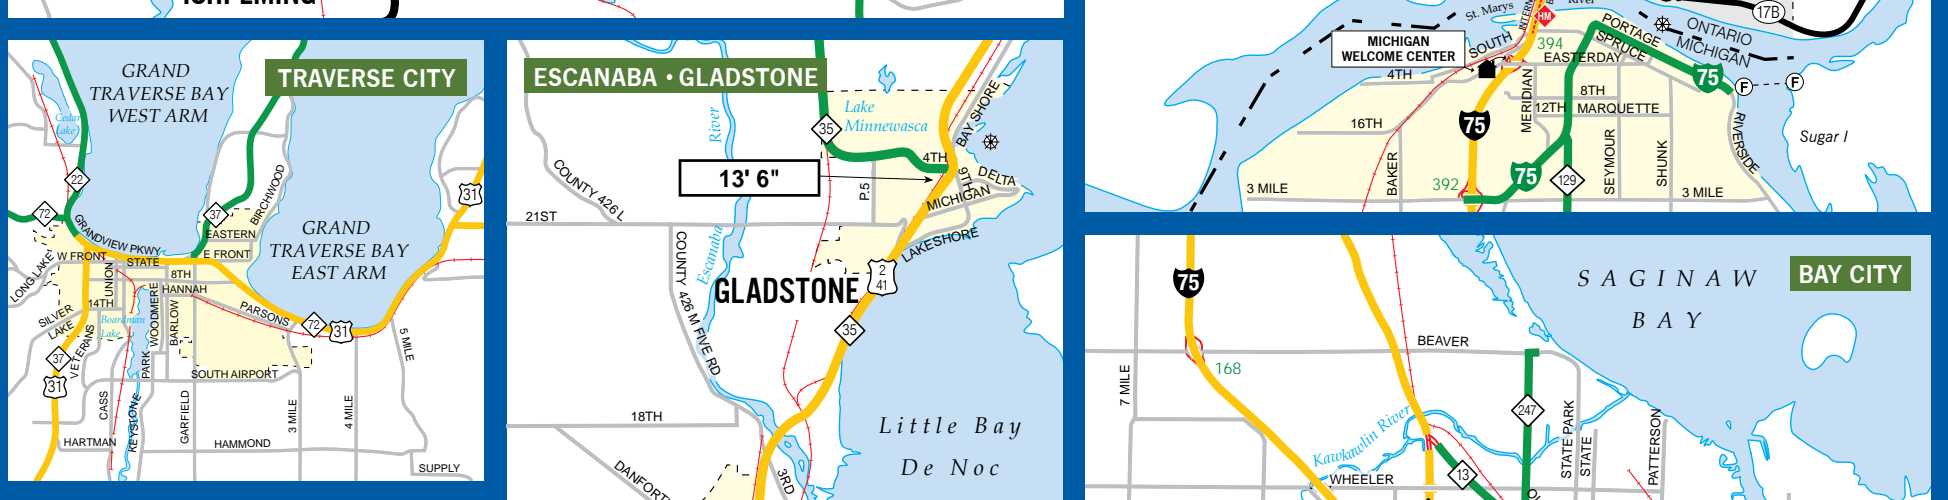 ISHPEMING
TRAVERSE CITY
GRAND
TRAVERSE BAY
WEST ARM
Cedar
Lake
22
72
37
31
BIRCHWOOD
EASTERN
GRAND
TRAVERSE BAY
EAST ARM
GRANDVIEW PKWY
W FRONT
STATE
E FRONT
LONG LAKE
UNION
8TH
HANNAH
14TH
WOODMERE
BARLOW
PARSONS
Boardman
Lake
SILVER
LAKE
VETERANS
72
31
5 MILE
37
31
PARK
SOUTH AIRPORT
CASS
KEYSTONE
GARFIELD
3 MILE
4 MILE
HARTMAN
HAMMOND
SUPPLY
ESCANABA • GLADSTONE
River
Lake
Minnewasca
35
BAY SHORE
4TH
13' 6"
COUNTY 426 L
P.5
9TH
DELTA
MICHIGAN
21ST
COUNTY 426 M FIVE RD
Escanaba
LAKESHORE
2
41
GLADSTONE
35
18TH
Little Bay
De Noc
DANFORTH
3RD
St. Marys
River
HM
17B
MICHIGAN
WELCOME CENTER
SOUTH
394
PORTAGE
SPRUCE
ONTARIO
MICHIGAN
EASTERDAY
4TH
75
F
F
MERIDIAN
8TH
12TH
MARQUETTE
16TH
75
RIVERSIDE
Sugar I
BAKER
75
129
SEYMOUR
SHUNK
392
3 MILE
3 MILE
BAY CITY
SAGINAW
BAY
75
BEAVER
168
7 MILE
247
Kawkawlin River
STATE PARK
STATE
PATTERSON
13
WHEELER